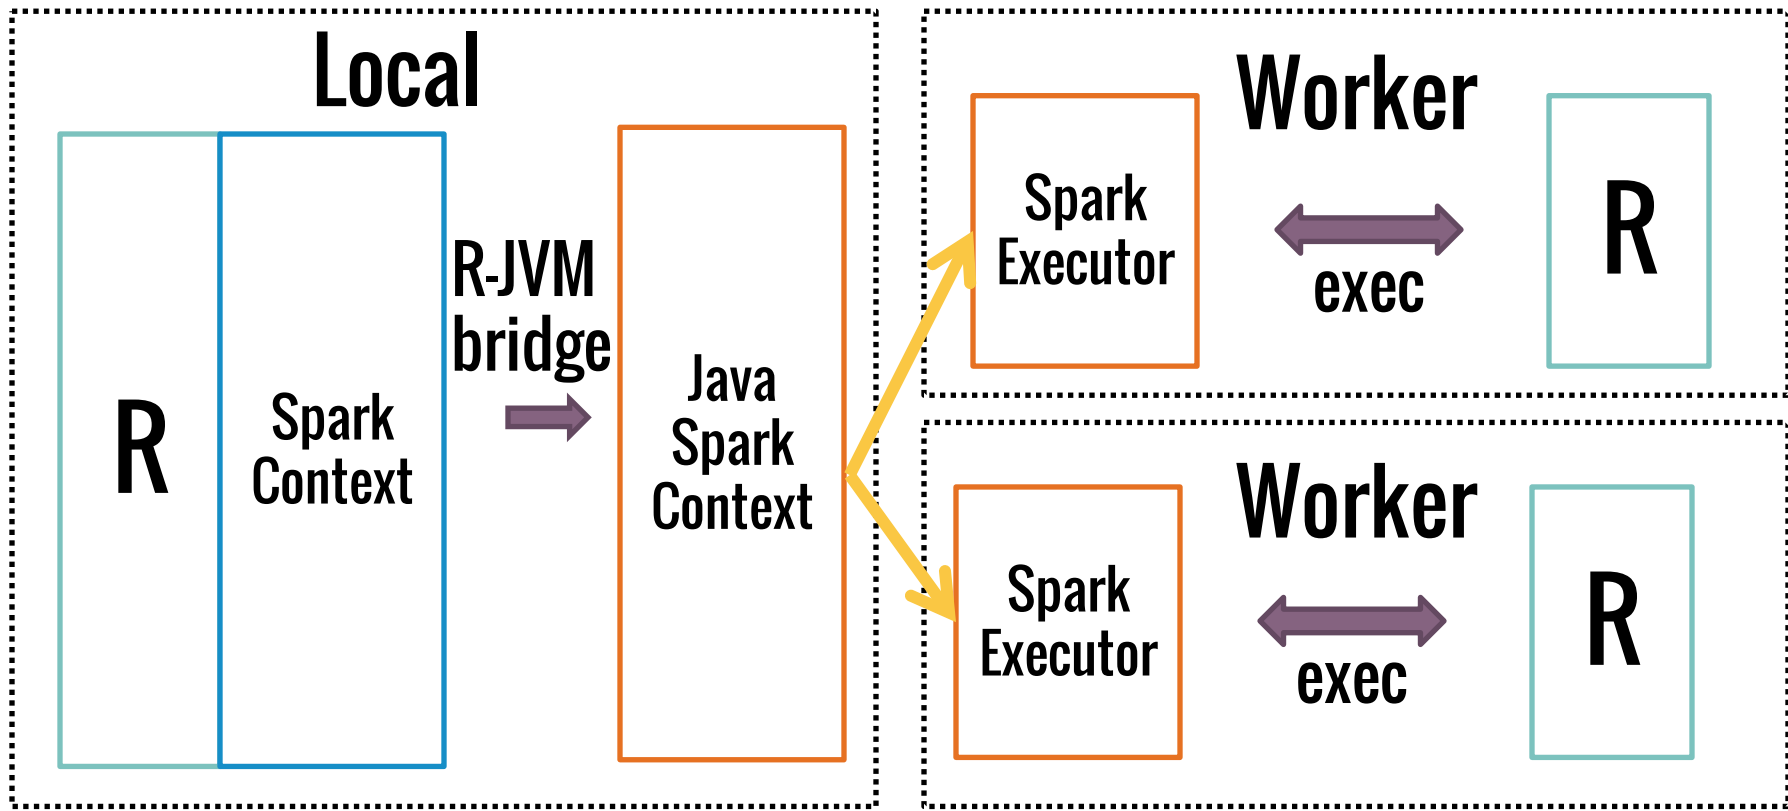 Local
R
Spark
Context
R-JVM
bridge
Java
Spark
Context
Worker
Spark
Executor
exec
R
Worker
Spark
Executor
exec
R